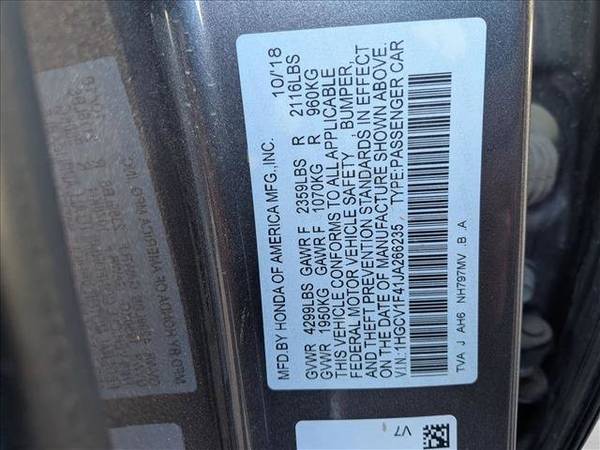 MFD.BY HONDA OF AMERICA MFG.,INC. 10/'18
GVWR 4299LBS GAWR F 2359LBS R 2116LBS
GVWR 1950KG GAWR F 1070KG R 960KG
THIS VEHICLE CONFORMS TO ALL APPLICABLE
FEDERAL MOTOR VEHICLE SAFETY , BUMPER,
AND THEFT PREVENTION STANDARDS IN EFFECT
ON THE DATE OF MANUFACTURE SHOWN ABOVE.
V.I.N: 1HGCV1F41JA266235 TYPE:PASSENGER CAR
TVA J AH6 NH797MV .B .A
V7